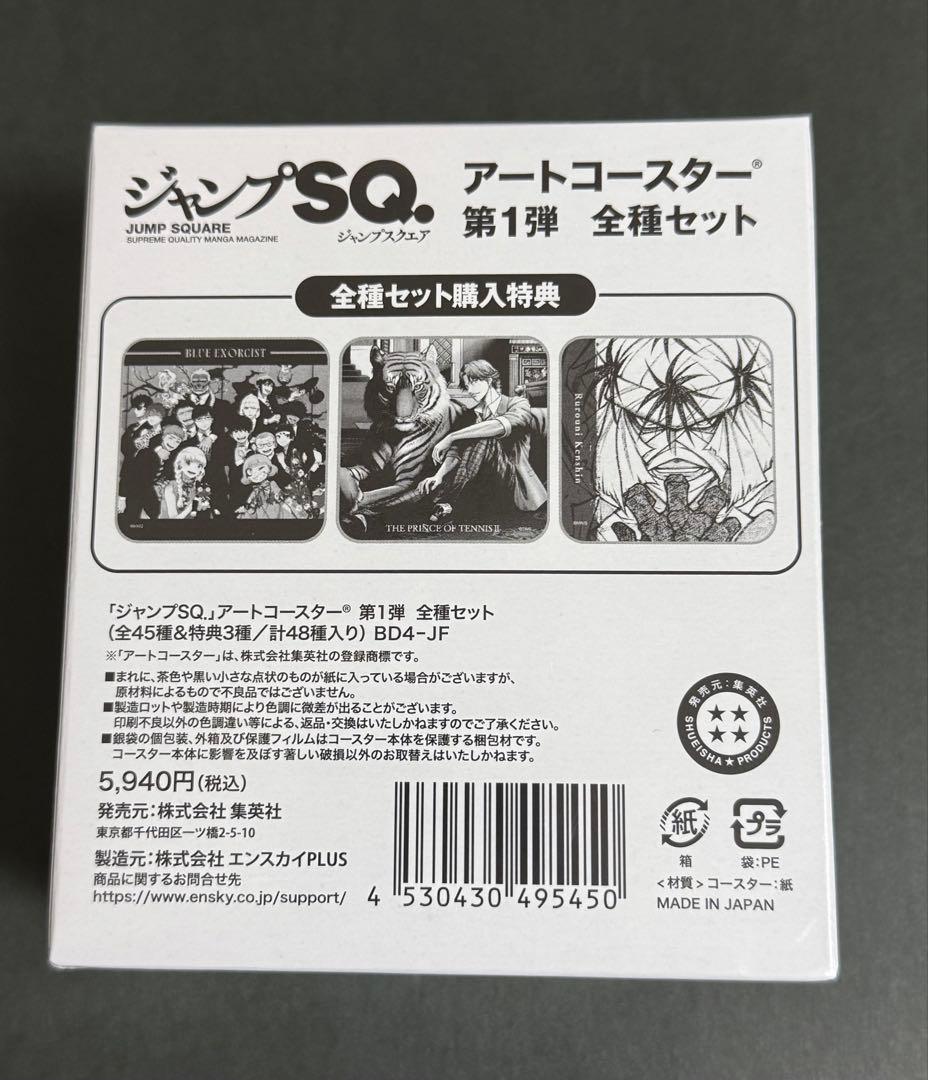 ジャンプSQ.
JUMP SQUARE
SUPREME QUALITY MANGA MAGAZINE
ジャンプスクエア
アートコースター®
第1弾 全種セット
全種セット購入特典
BLUE EXORCIST
THE PRINCE OF TENNIS II
Rurouni Kenshin
「ジャンプSQ.」アートコースター® 第1弾 全種セット
(全45種&特典3種/計48種入り) BD4-JF
※「アートコースター」は、株式会社集英社の登録商標です。
■まれに、茶色や黒い小さな点状のものが紙に入っている場合がございますが、
原材料によるもので不良品ではございません。
■製造ロットや製造時期により色調に微差が出ることがございます。
印刷不良以外の色調違い等による、返品・交換はいたしかねますのでご了承ください。
■銀袋の個包装、外箱及び保護フィルムはコースター本体を保護する梱包材です。
コースター本体に影響を及ぼす著しい破損以外のお取替えはいたしかねます。
5,940円(税込)
発売元:株式会社 集英社
東京都千代田区一ツ橋2-5-10
製造元:株式会社 エンスカイPLUS
商品に関するお問合せ先
https://www.ensky.co.jp/support/
4 530430 495450
発売元:集英社
SHUEISHA★PRODUCTS
紙
箱
プラ
袋:PE
<材質>コースター:紙
MADE IN JAPAN